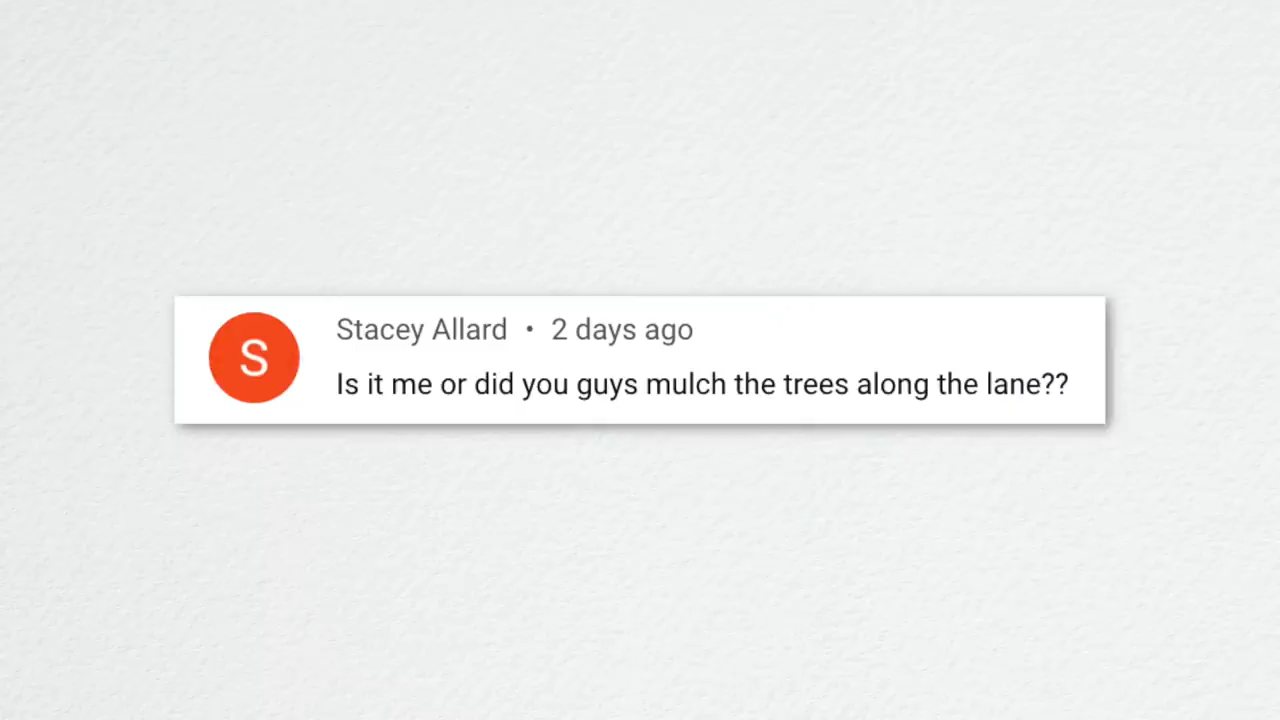 S
Stacey Allard • 2 days ago
Is it me or did you guys mulch the trees along the lane??